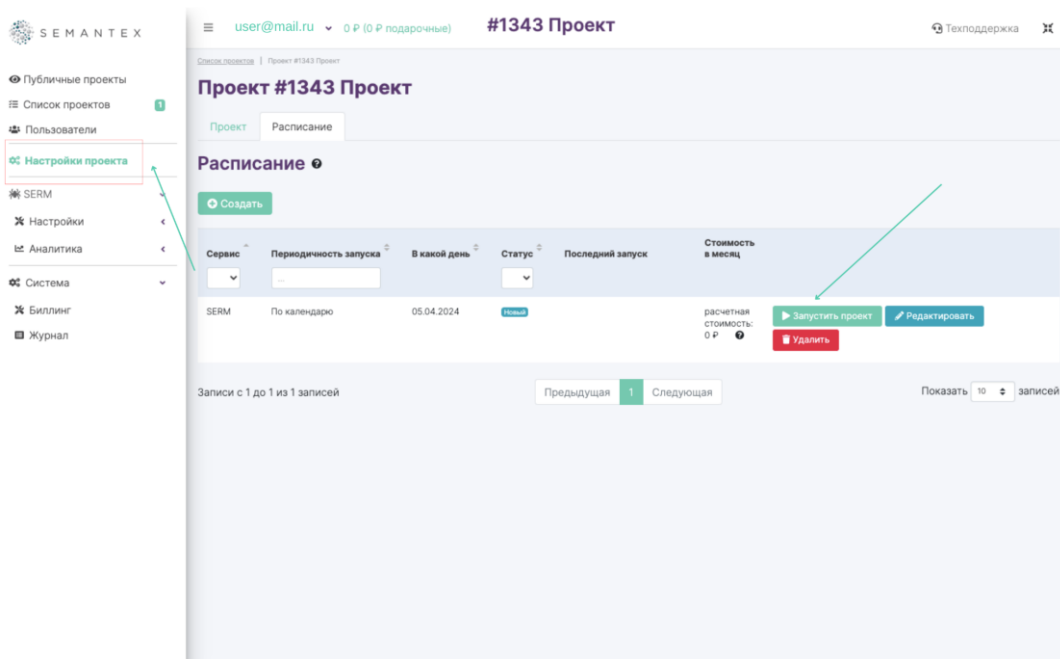 SEMANTEX
user@mail.ru 0 ₽ (0 ₽ подарочные) #1343 Проект Техподдержка
Публичные проекты
Список проектов 1
Пользователи
Настройки проекта
SERM
Настройки
Аналитика
Система
Биллинг
Журнал
Список проектов | Проект #1343 Проект
Проект #1343 Проект
Проект Расписание
Расписание
Создать
Сервис Периодичность запуска В какой день Статус Последний запуск Стоимость
в месяц
...
SERM По календарю 05.04.2024 Новый расчетная
стоимость:
0 ₽
Запустить проект Редактировать
Удалить
Записи с 1 до 1 из 1 записей Предыдущая 1 Следующая Показать 10 записей